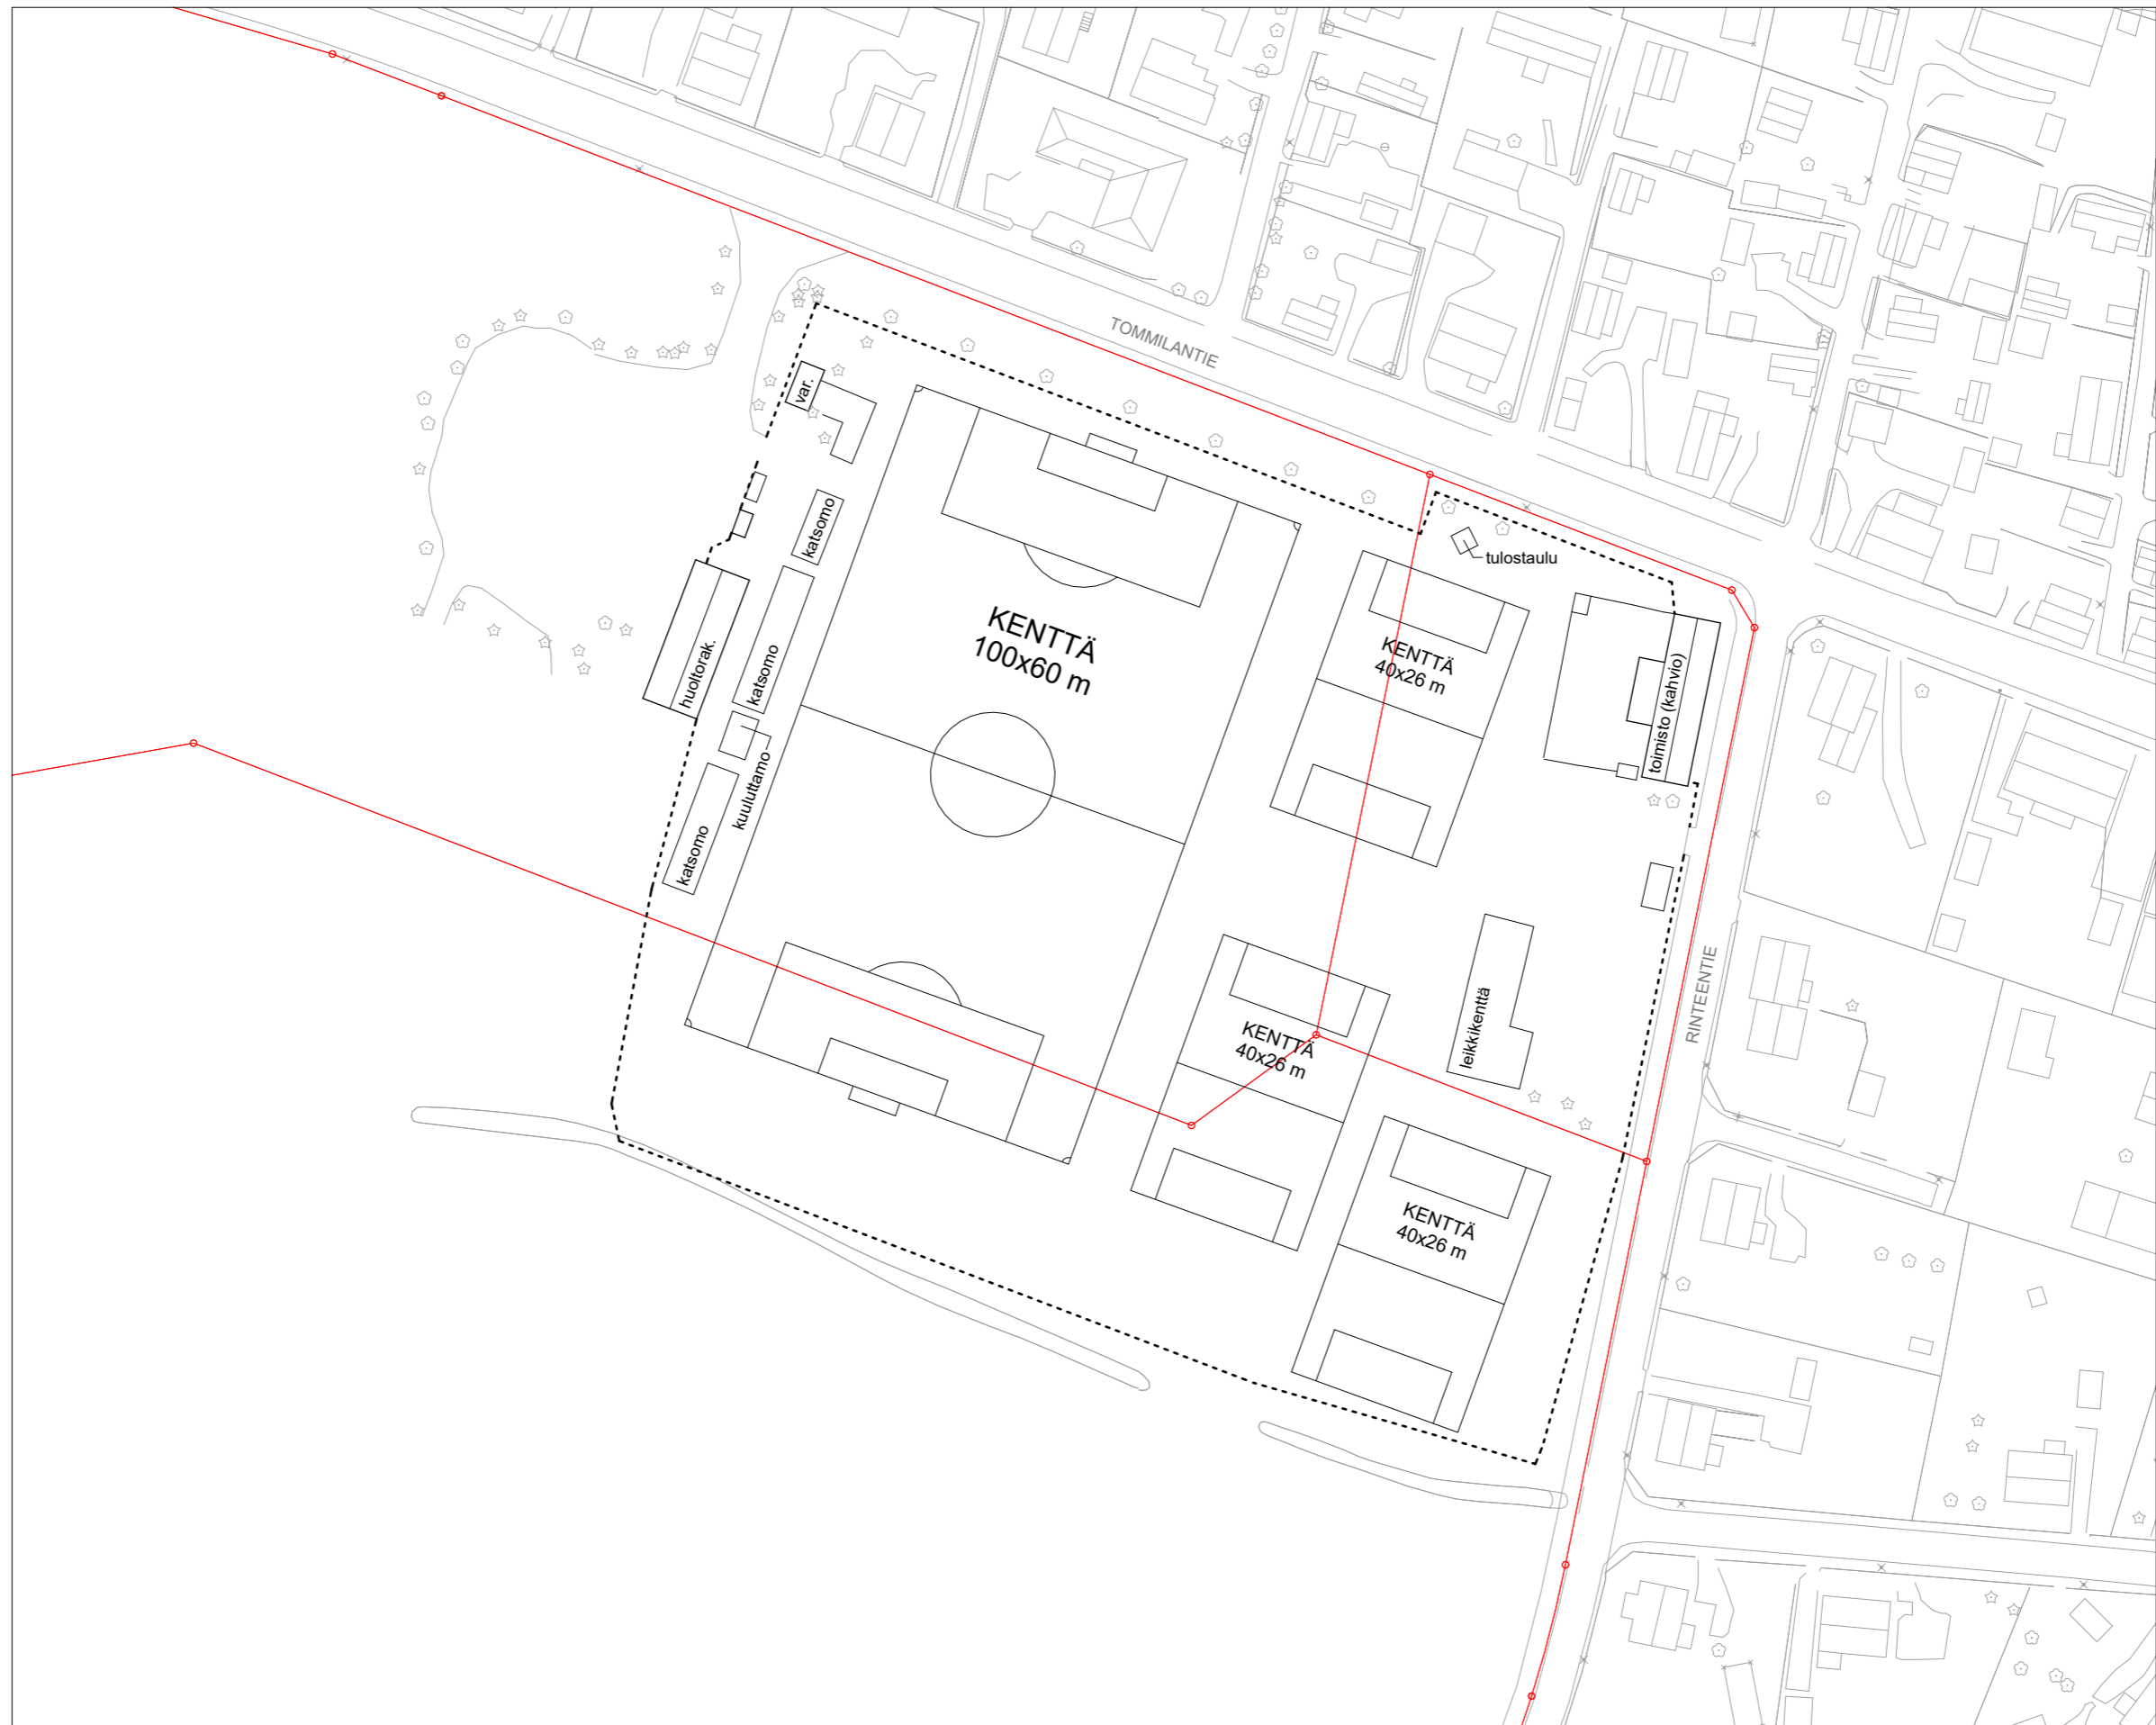 TOMMILANTIE
var.
katsomo
tulostaulu
KENTTÄ
100x60 m
KENTTÄ
40x26 m
huoltorak.
katsomo
toimisto (kahvio)
kuuluttamo
katsomo
RINTEENTIE
leikkikenttä
KENTTÄ
40x26 m
KENTTÄ
40x26 m